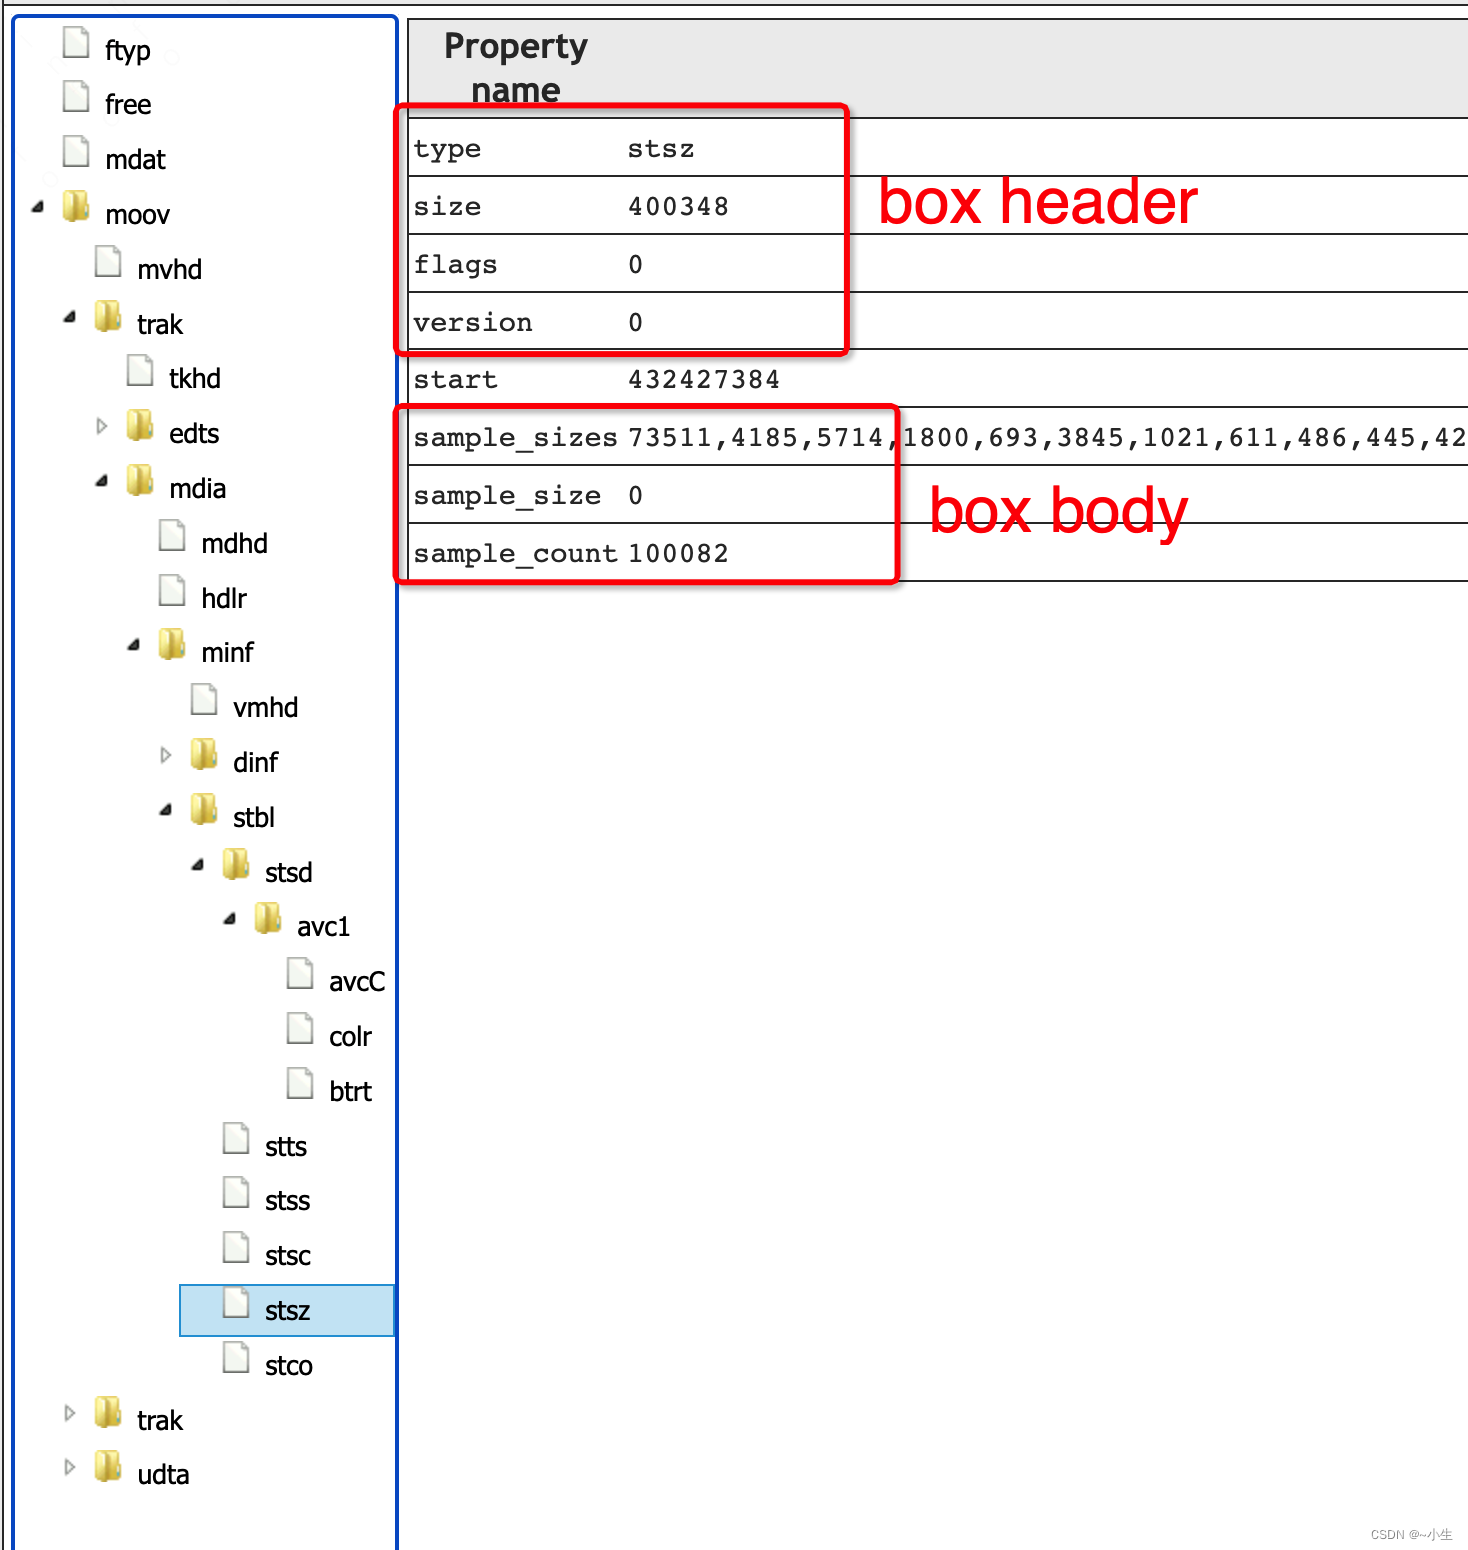 ftyp
free
mdat
moov
mvhd
trak
tkhd
edts
mdia
mdhd
hdlr
minf
vmhd
dinf
stbl
stsd
avc1
avcC
colr
btrt
stts
stss
stsc
stsz
stco
trak
udta
Property
name
type stsz
size 400348
flags 0
version 0
box header
start 432427384
sample_sizes 73511,4185,5714,1800,693,3845,1021,611,486,445,42
sample_size 0
sample_count 100082
box body
CSDN @~小生